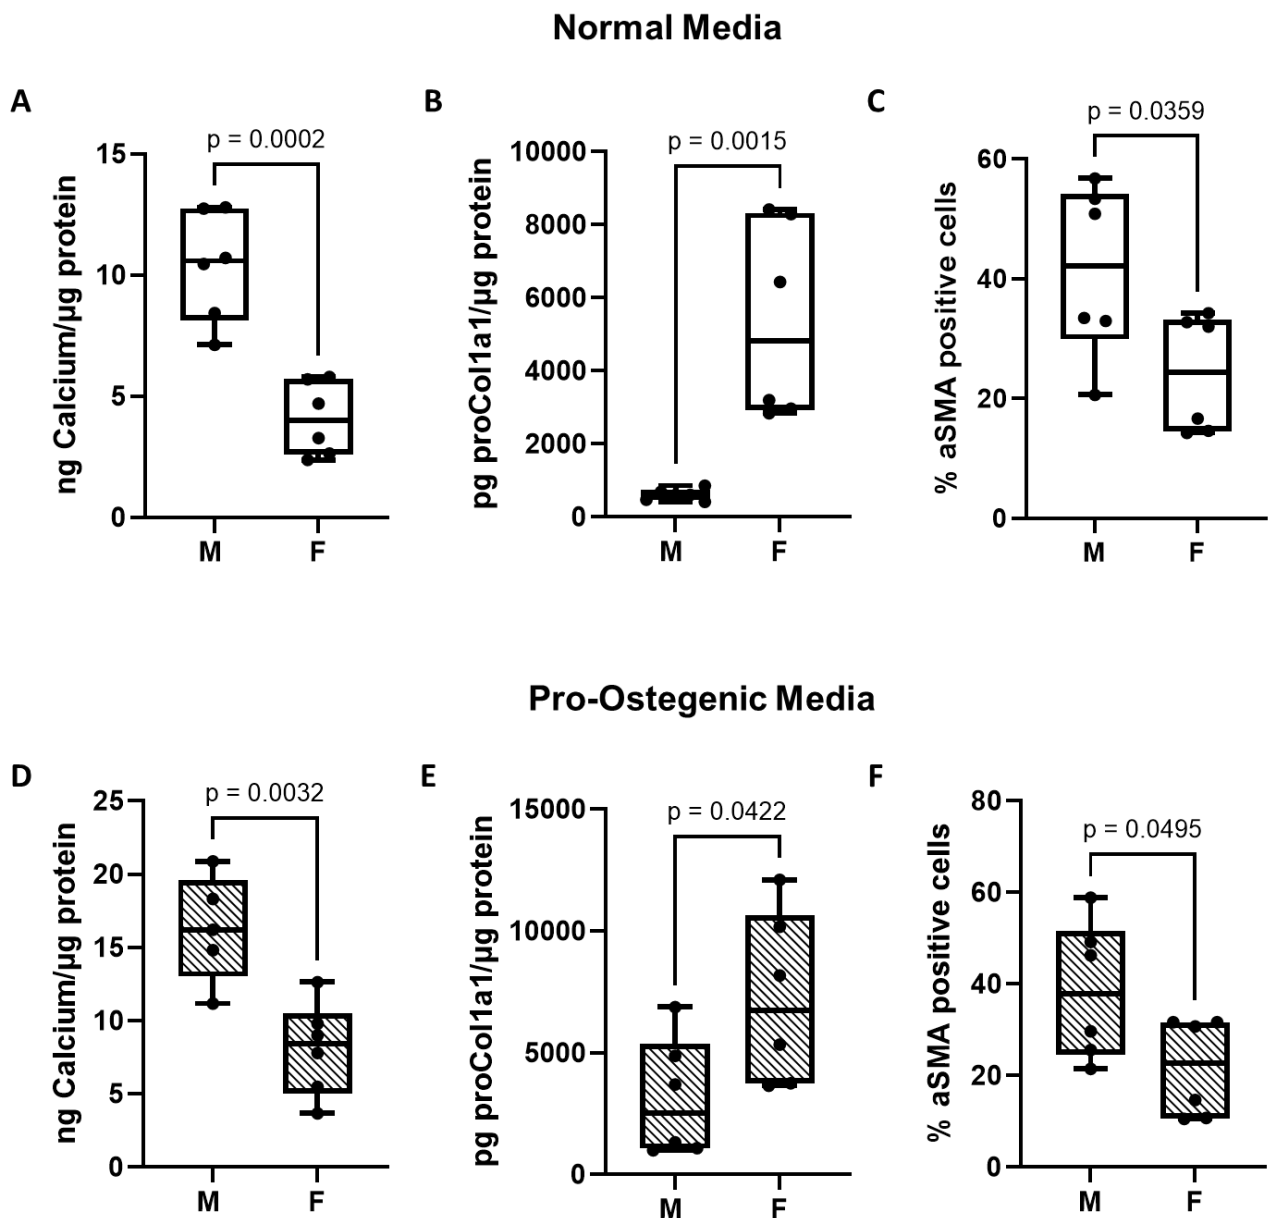 Normal Media
A
p = 0.0002
ng Calcium/µg protein
15
10
5
0
M
F
B
p = 0.0015
pg proCol1a1/µg protein
10000
8000
6000
4000
2000
0
M
F
C
p = 0.0359
% aSMA positive cells
60
40
20
0
M
F
Pro-Ostegenic Media
D
p = 0.0032
ng Calcium/µg protein
25
20
15
10
5
0
M
F
E
p = 0.0422
pg proCol1a1/µg protein
15000
10000
5000
0
M
F
F
p = 0.0495
% aSMA positive cells
80
60
40
20
0
M
F